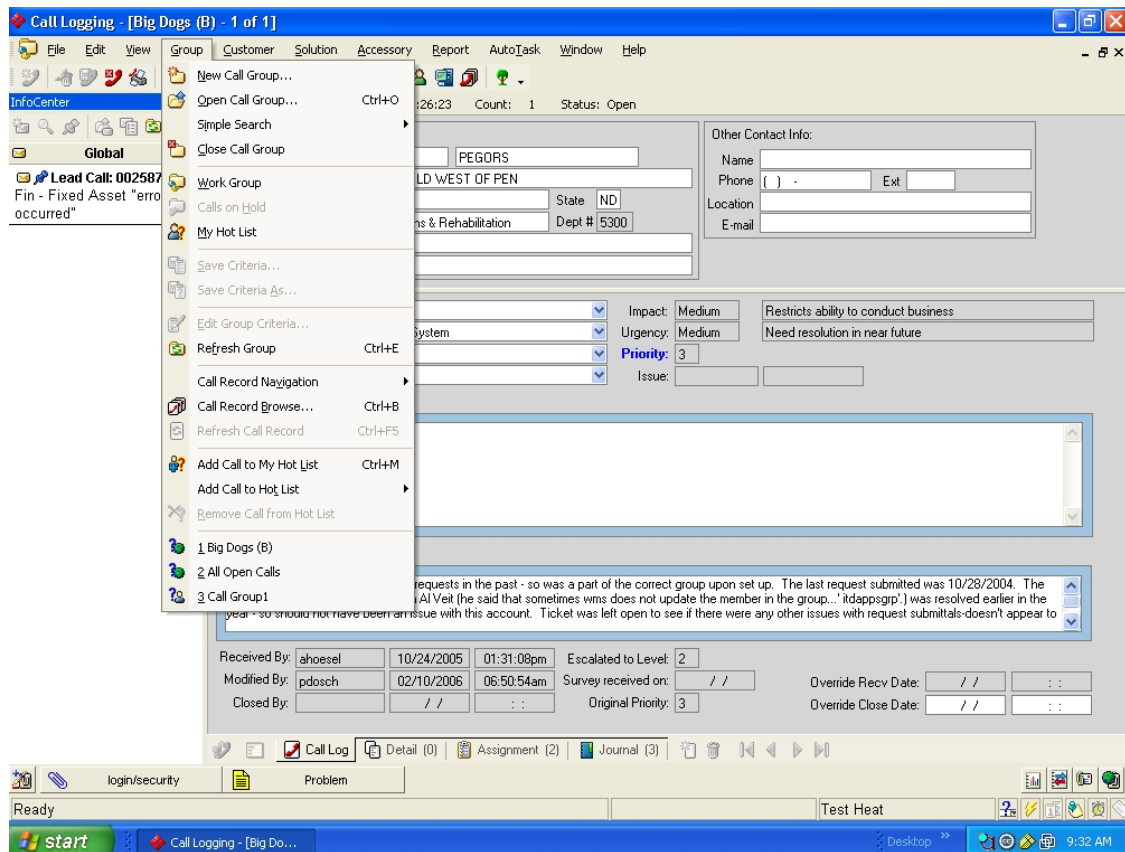 Call Logging - [Big Dogs (B) - 1 of 1]
File Edit View Group Customer Solution Accessory Report AutoTask Window Help
InfoCenter
:26:23 Count: 1 Status: Open
Global
Lead Call: 002587
Fin - Fixed Asset "erro
occurred"
New Call Group...
Open Call Group... Ctrl+O
Simple Search
Close Call Group
Work Group
Calls on Hold
My Hot List
Save Criteria...
Save Criteria As...
Edit Group Criteria...
Refresh Group Ctrl+E
Call Record Navigation
Call Record Browse... Ctrl+B
Refresh Call Record Ctrl+F5
Add Call to My Hot List Ctrl+M
Add Call to Hot List
Remove Call from Hot List
1 Big Dogs (B)
2 All Open Calls
3 Call Group1
PEGORS
LD WEST OF PEN
State ND
ns & Rehabilitation Dept # 5300
Other Contact Info:
Name
Phone ( ) - Ext
Location
E-mail
Impact: Medium Restricts ability to conduct business
System Urgency: Medium Need resolution in near future
Priority: 3
Issue:
requests in the past - so was a part of the correct group upon set up. The last request submitted was 10/28/2004. The
Al Veit (he said that sometimes wms does not update the member in the group...' itdappsgrp'.) was resolved earlier in the
year - so should not have been an issue with this account. Ticket was left open to see if there were any other issues with request submittals-doesn't appear to
Received By: ahoesel 10/24/2005 01:31:08pm Escalated to Level: 2
Modified By: pdosch 02/10/2006 06:50:54am Survey received on: / / Override Recv Date: / / : :
Closed By: / / : : Original Priority: 3 Override Close Date: / / : :
Call Log Detail (0) Assignment (2) Journal (3)
login/security Problem
Ready Test Heat
start Call Logging - [Big Do... Desktop » 9:32 AM